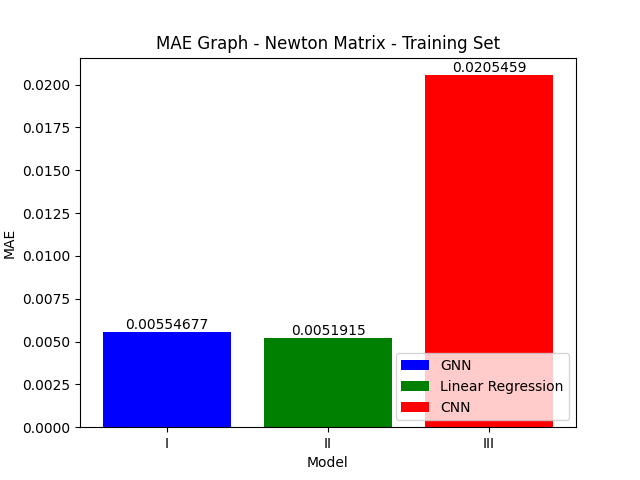 MAE Graph - Newton Matrix - Training Set
0.0205459
0.0200
0.0175
0.0150
0.0125
0.0100
0.0075
0.0050
0.0025
0.0000
MAE
0.00554677
0.0051915
GNN
Linear Regression
CNN
I
II
III
Model